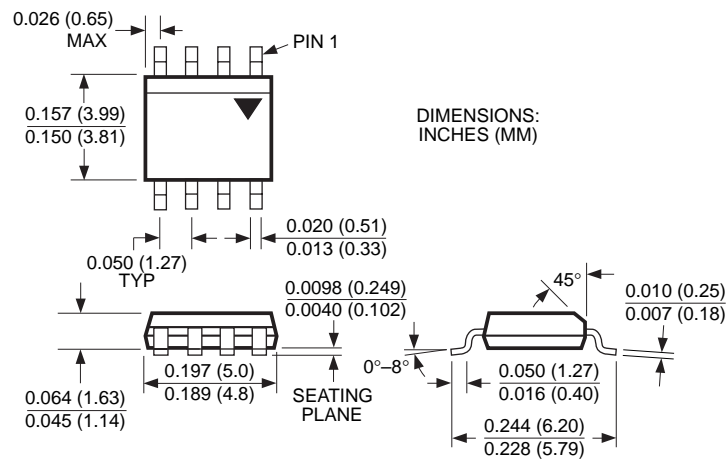 0.026 (0.65)
MAX
PIN 1
0.157 (3.99)
0.150 (3.81)
DIMENSIONS:
INCHES (MM)
0.020 (0.51)
0.013 (0.33)
0.050 (1.27)
TYP
0.0098 (0.249)
0.0040 (0.102)
45°
0.010 (0.25)
0.007 (0.18)
0°–8°
0.064 (1.63)
0.045 (1.14)
0.197 (5.0)
0.189 (4.8)
SEATING
PLANE
0.050 (1.27)
0.016 (0.40)
0.244 (6.20)
0.228 (5.79)